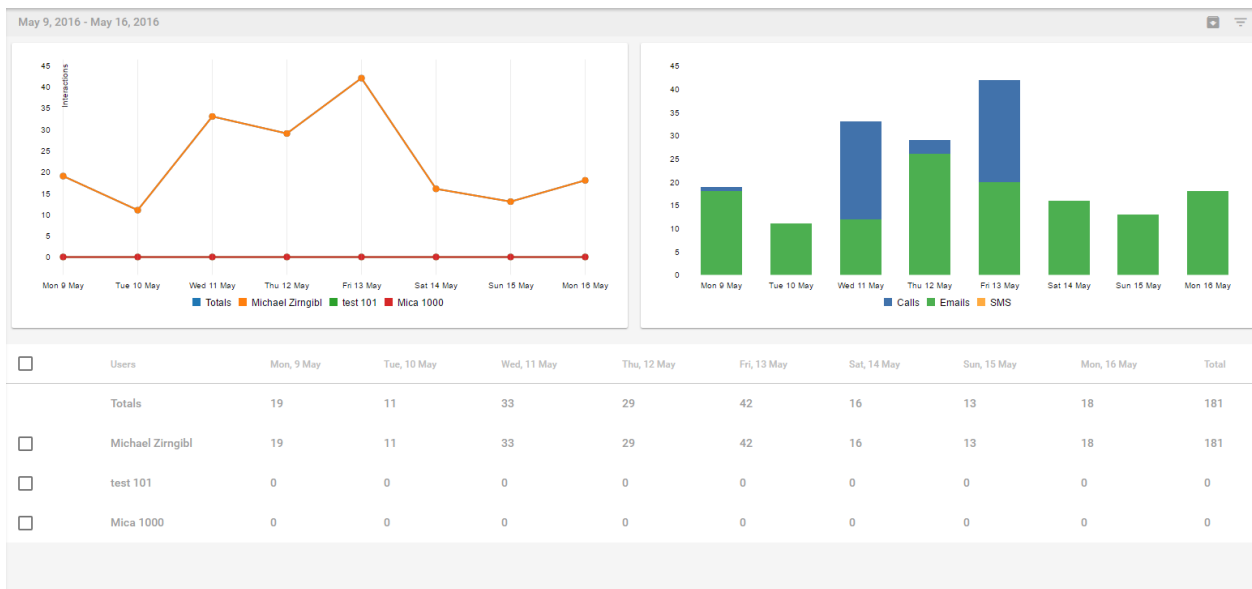 May 9, 2016 - May 16, 2016
45
40
35
30
25
20
15
10
5
0
Interactions
Mon 9 May Tue 10 May Wed 11 May Thu 12 May Fri 13 May Sat 14 May Sun 15 May Mon 16 May
Totals Michael Zirngibl test 101 Mica 1000
45
40
35
30
25
20
15
10
5
0
Mon 9 May Tue 10 May Wed 11 May Thu 12 May Fri 13 May Sat 14 May Sun 15 May Mon 16 May
Calls Emails SMS
Users Mon, 9 May Tue, 10 May Wed, 11 May Thu, 12 May Fri, 13 May Sat, 14 May Sun, 15 May Mon, 16 May Total
Totals 19 11 33 29 42 16 13 18 181
Michael Zirngibl 19 11 33 29 42 16 13 18 181
test 101 0 0 0 0 0 0 0 0 0
Mica 1000 0 0 0 0 0 0 0 0 0